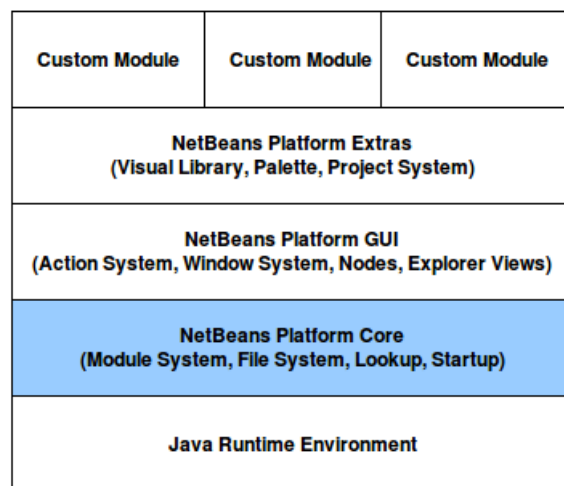 Custom Module
Custom Module
Custom Module
NetBeans Platform Extras
(Visual Library, Palette, Project System)
NetBeans Platform GUI
(Action System, Window System, Nodes, Explorer Views)
NetBeans Platform Core
(Module System, File System, Lookup, Startup)
Java Runtime Environment